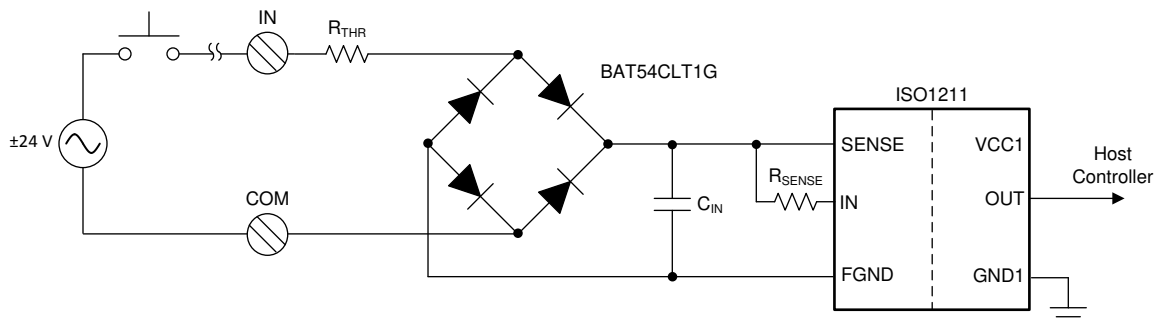 IN
R_THR
BAT54CLT1G
ISO1211
±24 V
SENSE
VCC1
Host
Controller
R_SENSE
COM
IN
OUT
C_IN
FGND
GND1